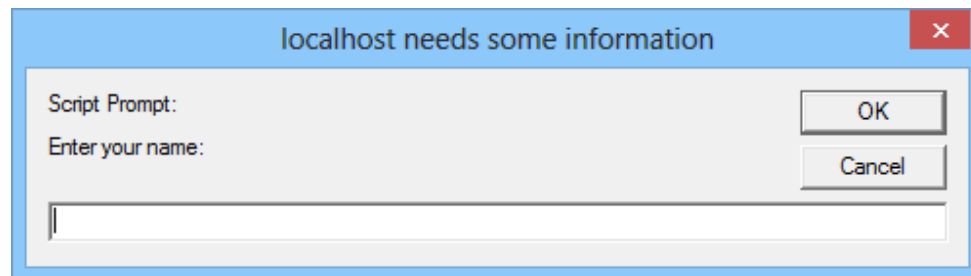 localhost needs some information
Script Prompt:
OK
Enter your name:
Cancel